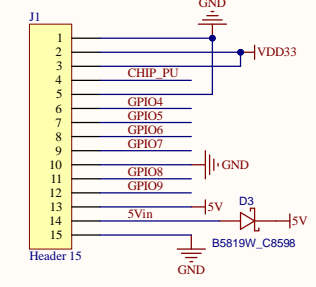 GND
J1
1
2
VDD33
3
4
CHIP_PU
5
6
GPIO4
7
GPIO5
8
GPIO6
9
GPIO7
10
GND
11
GPIO8
12
GPIO9
13
5V
D3
14
5Vin
5V
15
B5819W_C8598
Header 15
GND